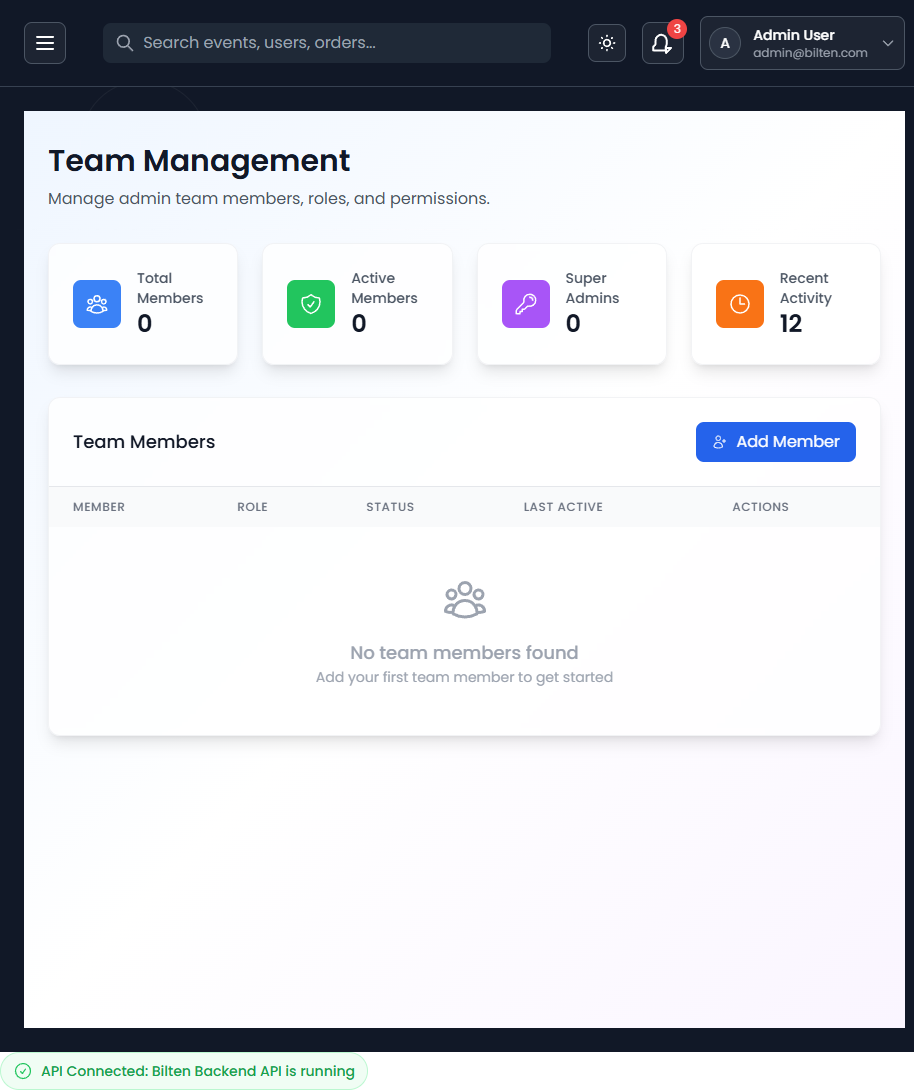 Search events, users, orders...
3
A
Admin User
admin@bilten.com
Team Management
Manage admin team members, roles, and permissions.
Total
Members
0
Active
Members
0
Super
Admins
0
Recent
Activity
12
Team Members
Add Member
MEMBER ROLE STATUS LAST ACTIVE ACTIONS
No team members found
Add your first team member to get started
API Connected: Bilten Backend API is running